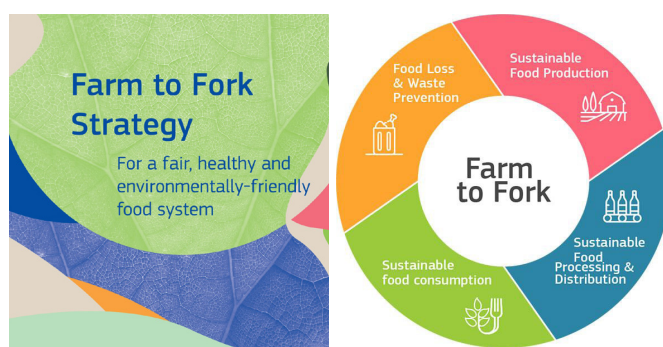 Farm to Fork
Strategy
For a fair, healthy and
environmentally-friendly
food system
Food Loss
& Waste
Prevention
Sustainable
Food Production
Farm
to Fork
Sustainable
Food
Processing &
Distribution
Sustainable
food consumption